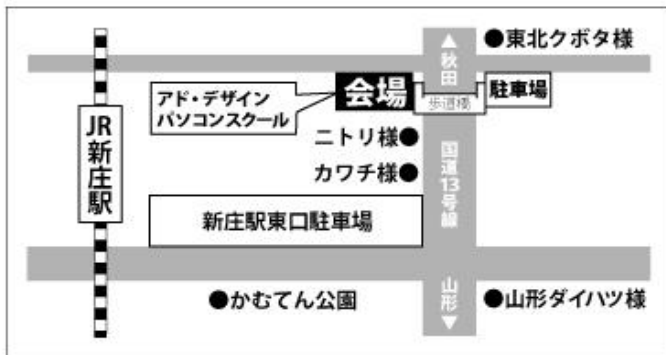 ●東北クボタ様
▲秋田
アド・デザイン
パソコンスクール
会場
歩道橋
駐車場
JR新庄駅
ニトリ様●
カワチ様●
国道13号線
新庄駅東口駐車場
●かむてん公園
山形▼
●山形ダイハツ様